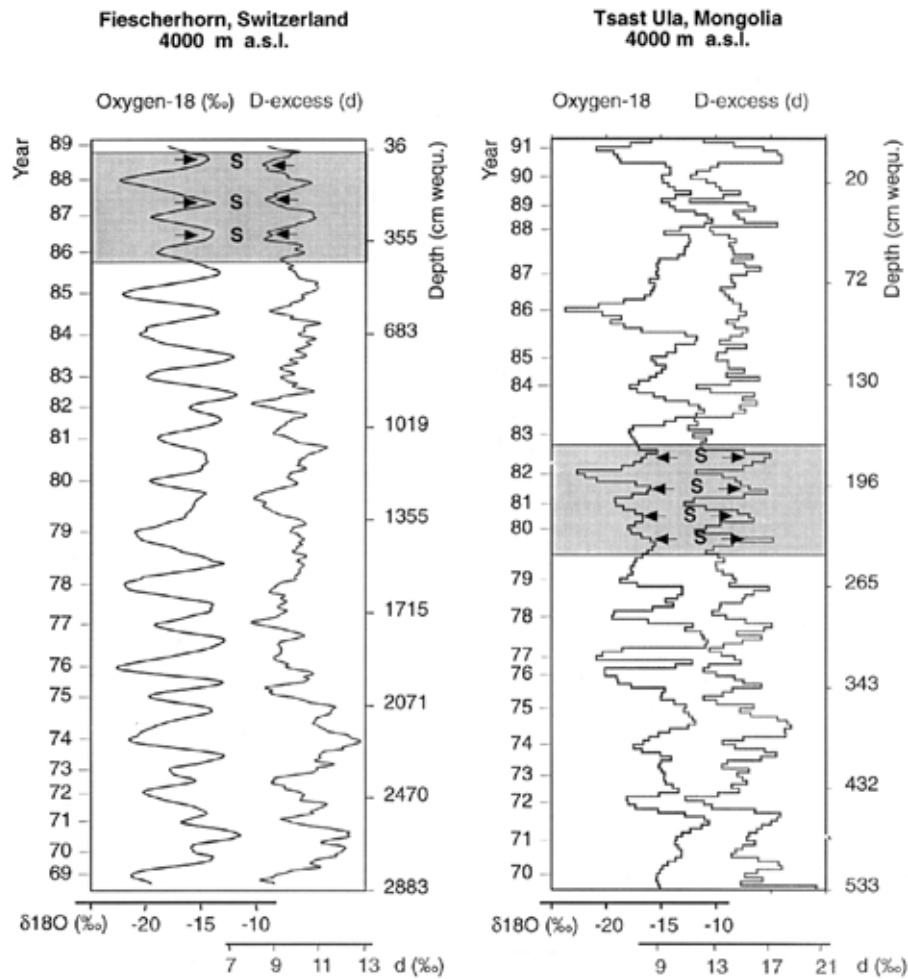 Fiescherhorn, Switzerland
4000 m a.s.l.
Oxygen-18 (‰) D-excess (d)
Year
89
88
87
86
85
84
83
82
81
80
79
78
77
76
75
74
73
72
71
70
69
S
S
S
36
355
683
1019
1355
1715
2071
2470
2883
Depth (cm wequ.)
δ18O (‰) -20 -15 -10
7 9 11 13 d (‰)
Tsast Ula, Mongolia
4000 m a.s.l.
Oxygen-18 D-excess (d)
Year
91
90
89
88
87
86
85
84
83
82
81
80
79
78
77
76
75
74
73
72
71
70
S
S
S
S
20
72
130
196
265
343
432
533
Depth (cm wequ.)
-20 -15 -10
9 13 17 21 d (‰)